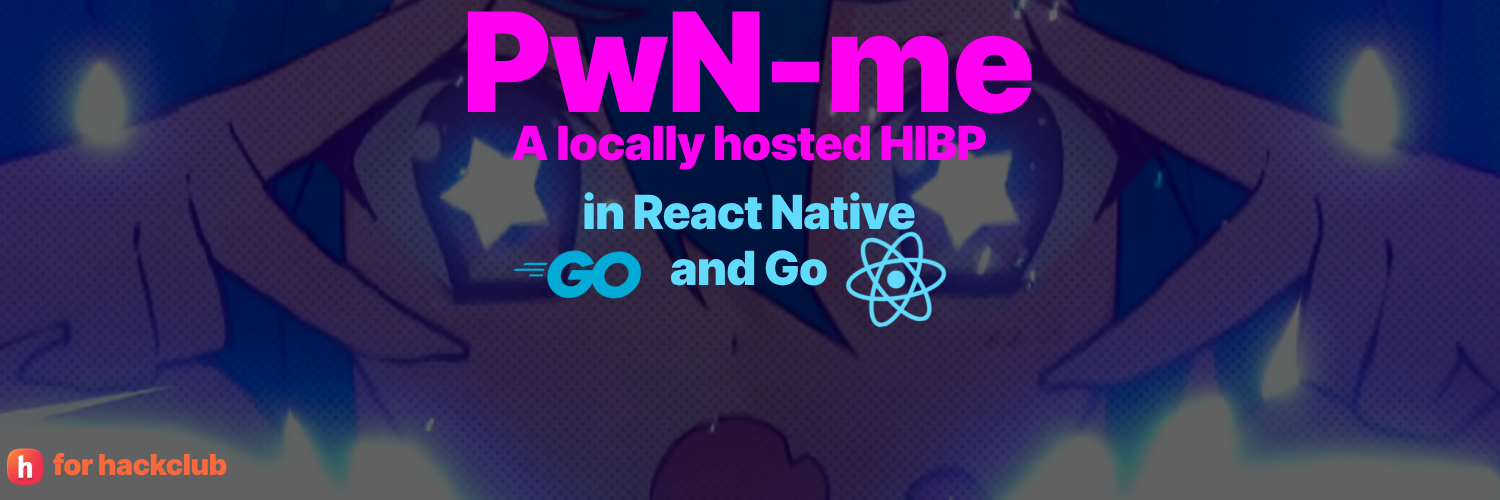 PwN-me
A locally hosted HIBP
in React Native
GO and Go
h for hackclub